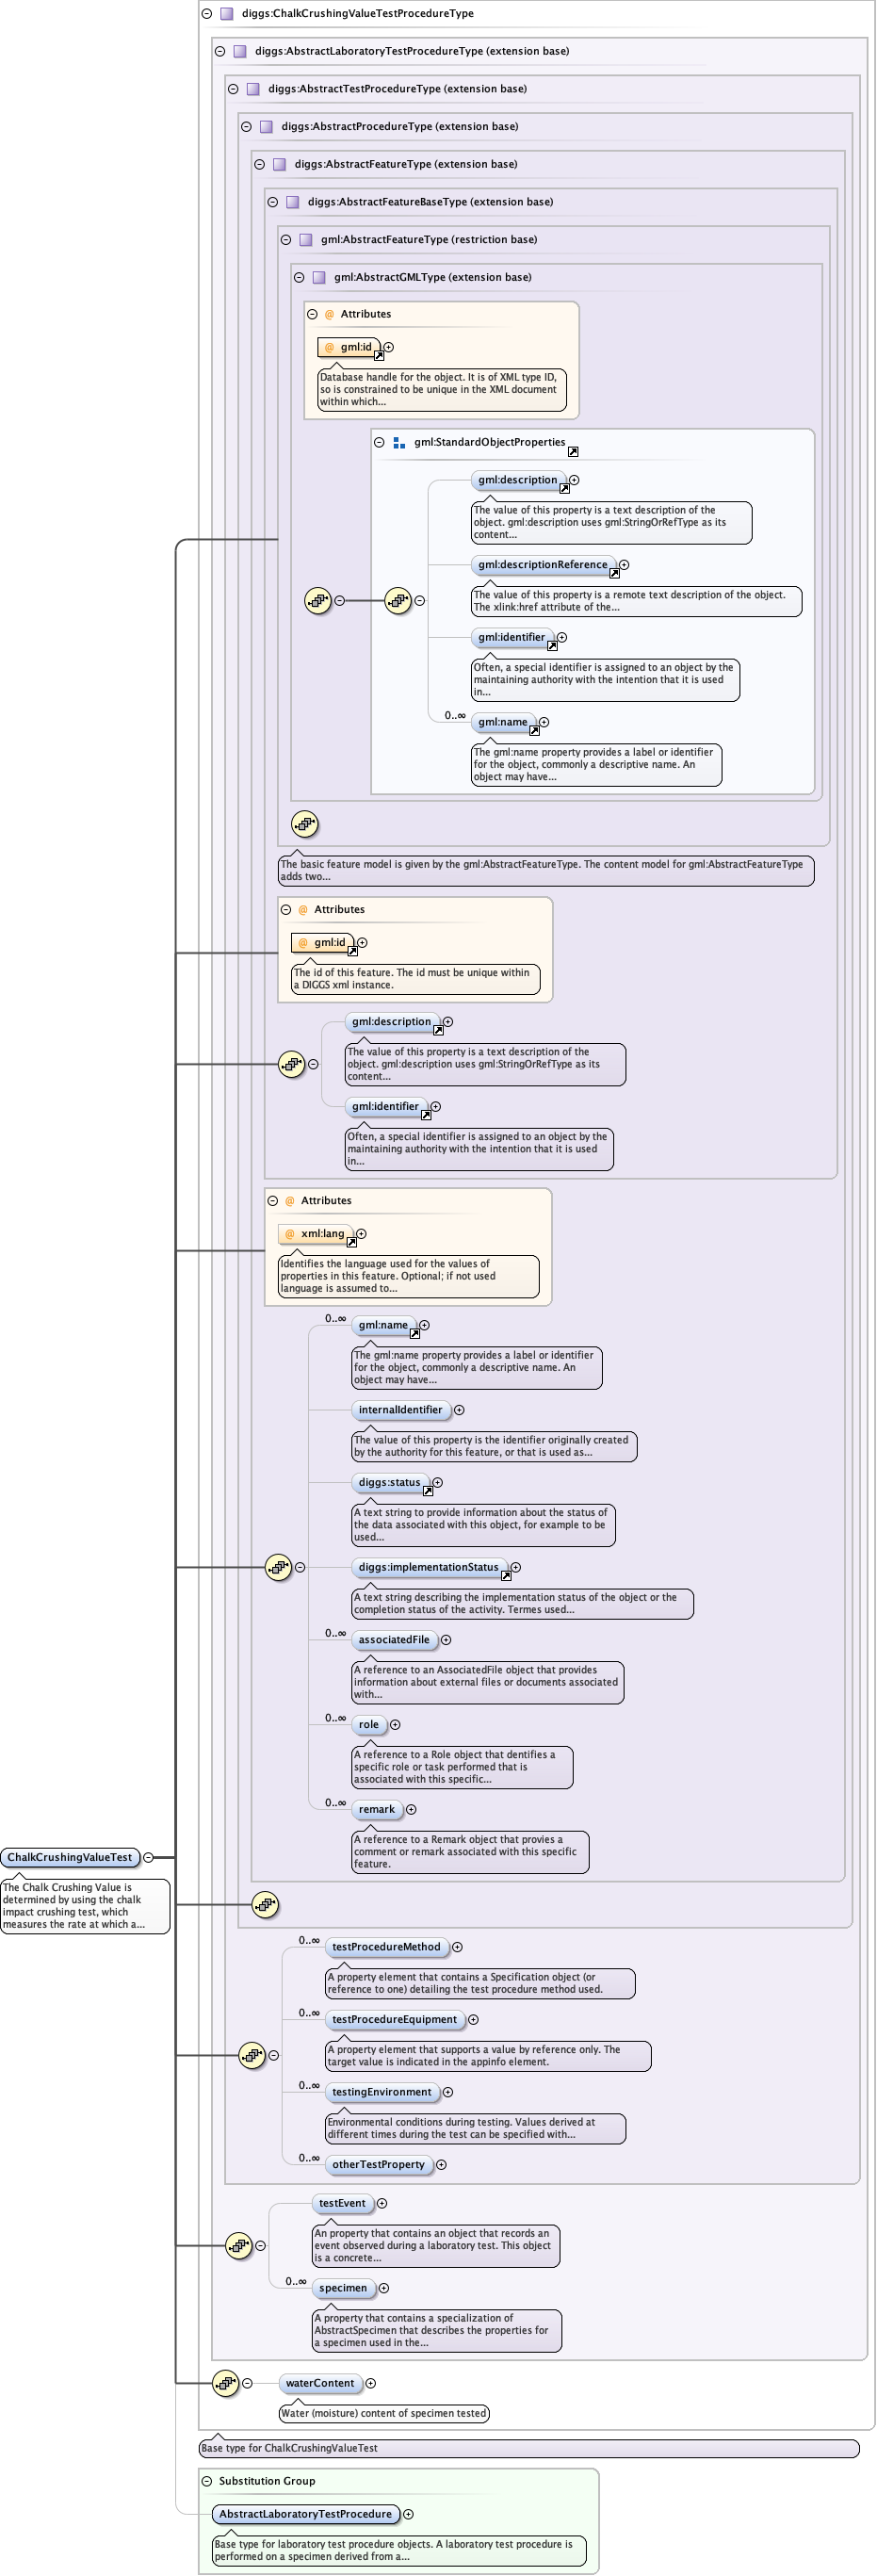 diggs:ChalkCrushingValueTestProcedureType
diggs:AbstractLaboratoryTestProcedureType (extension base)
diggs:AbstractTestProcedureType (extension base)
diggs:AbstractProcedureType (extension base)
diggs:AbstractFeatureType (extension base)
diggs:AbstractFeatureBaseType (extension base)
gml:AbstractFeatureType (restriction base)
gml:AbstractGMLType (extension base)
@ Attributes
@ gml:id
Database handle for the object. It is of XML type ID,
so is constrained to be unique in the XML document
within which...
gml:StandardObjectProperties
gml:description
The value of this property is a text description of the
object. gml:description uses gml:StringOrRefType as its
content...
gml:descriptionReference
The value of this property is a remote text description of the object.
The xlink:href attribute of the...
gml:identifier
Often, a special identifier is assigned to an object by the
maintaining authority with the intention that it is used
in...
0..∞
gml:name
The gml:name property provides a label or identifier
for the object, commonly a descriptive name. An
object may have...
The basic feature model is given by the gml:AbstractFeatureType. The content model for gml:AbstractFeatureType
adds two...
@ Attributes
@ gml:id
The id of this feature. The id must be unique within
a DIGGS xml instance.
gml:description
The value of this property is a text description of the
object. gml:description uses gml:StringOrRefType as its
content...
gml:identifier
Often, a special identifier is assigned to an object by the
maintaining authority with the intention that it is used
in...
@ Attributes
@ xml:lang
Identifies the language used for the values of
properties in this feature. Optional; if not used
language is assumed to...
0..∞
gml:name
The gml:name property provides a label or identifier
for the object, commonly a descriptive name. An
object may have...
internalIdentifier
The value of this property is the identifier originally created
by the authority for this feature, or that is used as...
diggs:status
A text string to provide information about the status of
the data associated with this object, for example to be
used...
diggs:implementationStatus
A text string describing the implementation status of the object or the
completion status of the activity. Termes used...
0..∞
associatedFile
A reference to an AssociatedFile object that provides
information about external files or documents associated
with...
0..∞
role
A reference to a Role object that dentifies a
specific role or task performed that is
associated with this specific...
0..∞
remark
A reference to a Remark object that provies a
comment or remark associated with this specific
feature.
ChalkCrushingValueTest
The Chalk Crushing Value is
determined by using the chalk
impact crushing test, which
measures the rate at which a...
0..∞
testProcedureMethod
A property element that contains a Specification object (or
reference to one) detailing the test procedure method used.
0..∞
testProcedureEquipment
A property element that supports a value by reference only. The
target value is indicated in the appinfo element.
0..∞
testingEnvironment
Environmental conditions during testing. Values derived at
different times during the test can be specified with...
0..∞
otherTestProperty
testEvent
An property that contains an object that records an
event observed during a laboratory test. This object
is a concrete...
0..∞
specimen
A property that contains a specialization of
AbstractSpecimen that describes the properties for
a specimen used in the...
waterContent
Water (moisture) content of specimen tested
Base type for ChalkCrushingValueTest
Substitution Group
AbstractLaboratoryTestProcedure
Base type for laboratory test procedure objects. A laboratory test procedure is
performed on a specimen derived from a...